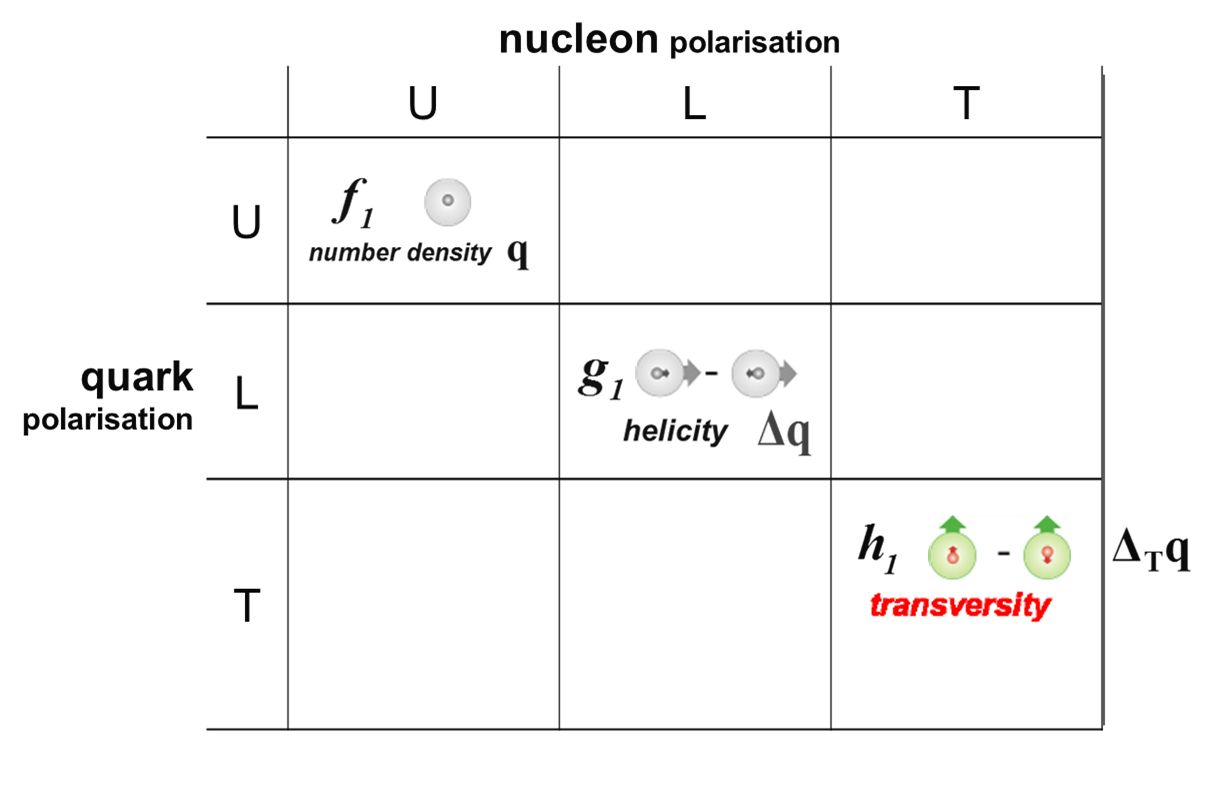 nucleon polarisation
U L T
U f1
number density q
quark
polarisation
L g1 -
helicity Δq
T h1 - ΔTq
transversity